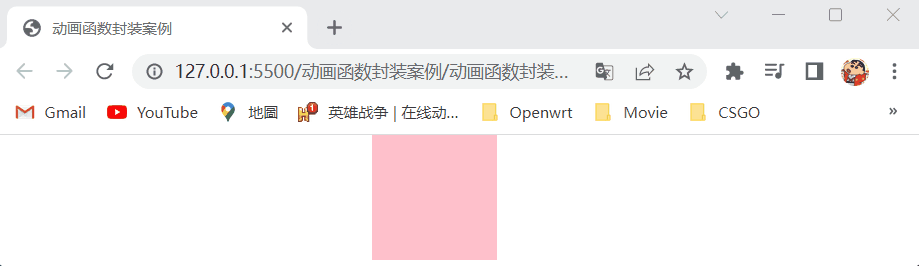 动画函数封装案例
127.0.0.1:5500/动画函数封装案例/动画函数封装...
Gmail YouTube 地圖 1 英雄战争 | 在线动... Openwrt Movie CSGO »